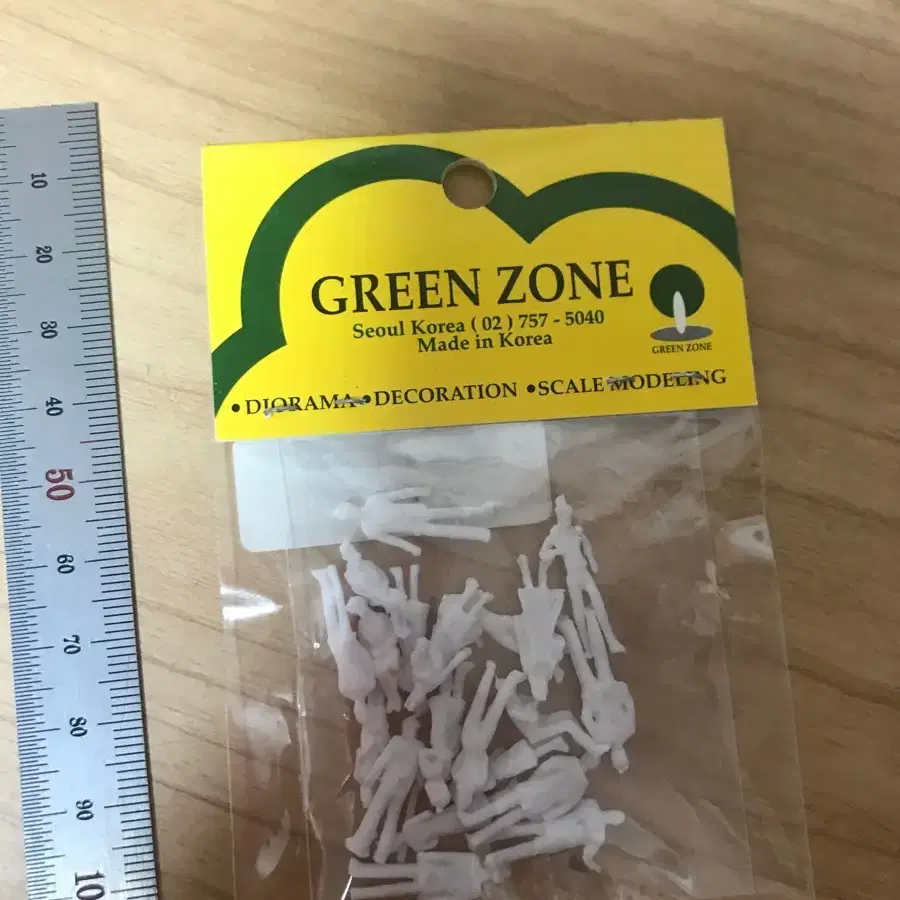 GREEN ZONE
Seoul Korea ( 02 ) 757 - 5040
Made in Korea
GREEN ZONE
•DIORAMA •DECORATION •SCALE MODELING
10
20
30
40
50
60
70
80
90
10